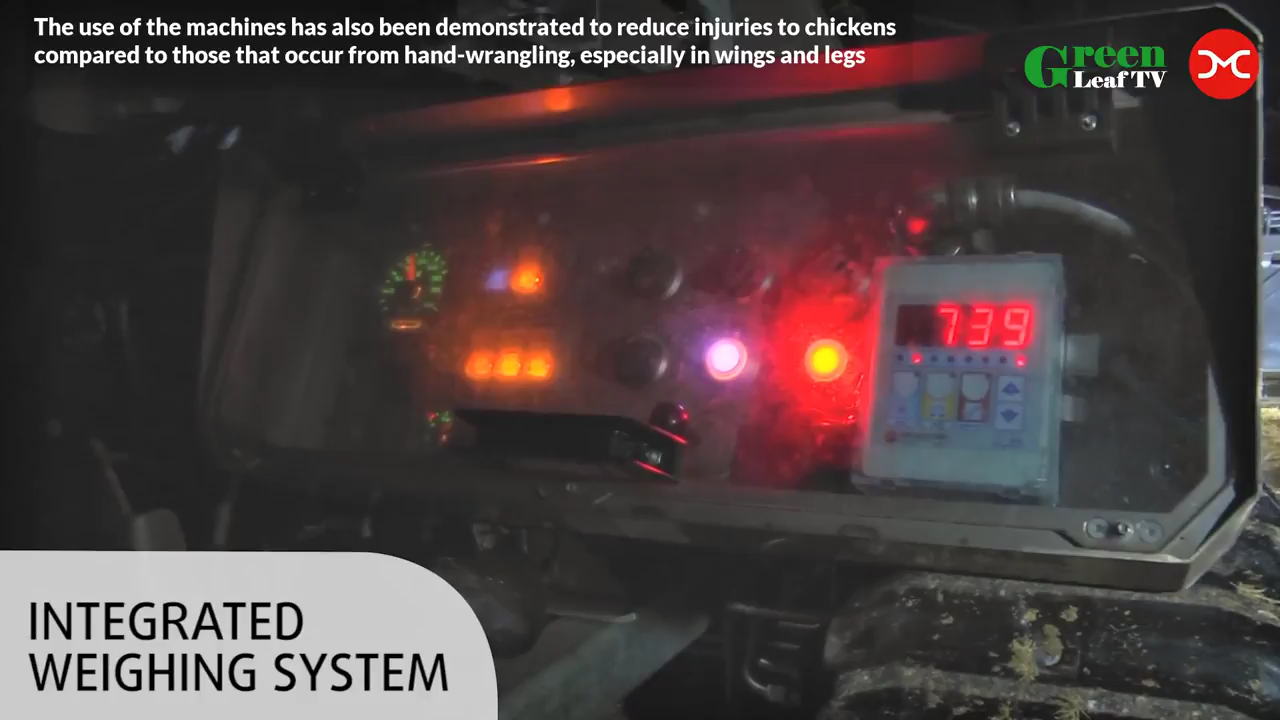 The use of the machines has also been demonstrated to reduce injuries to chickens
compared to those that occur from hand-wrangling, especially in wings and legs
Green
Leaf TV
739
INTEGRATED
WEIGHING SYSTEM